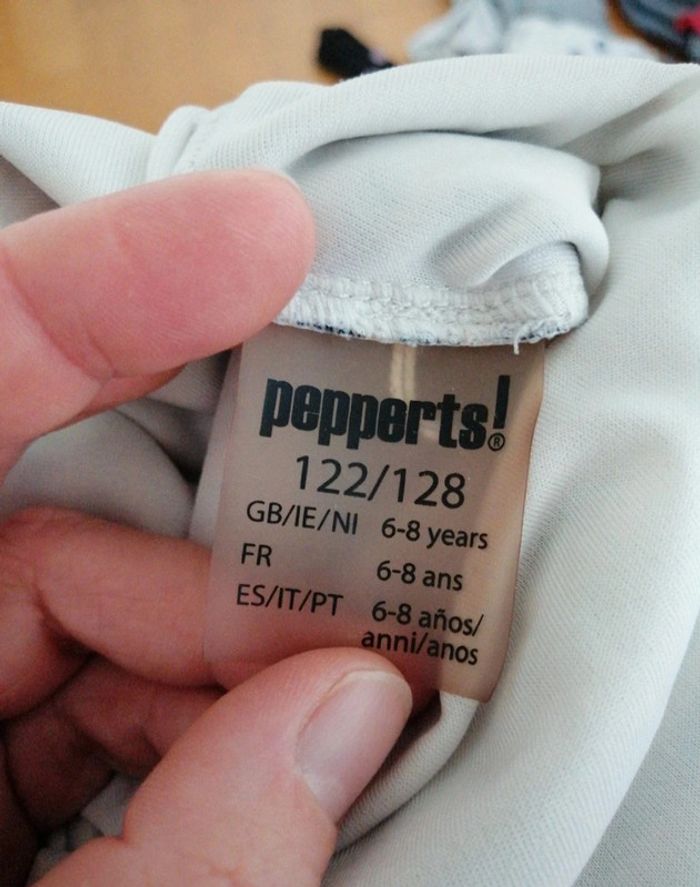 pepperts!®
122/128
GB/IE/NI 6-8 years
FR 6-8 ans
ES/IT/PT 6-8 años/
anni/anos